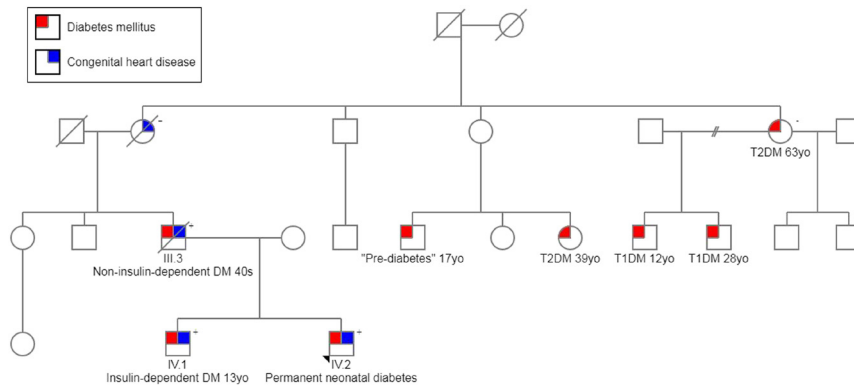 Diabetes mellitus
Congenital heart disease
-
-
T2DM 63yo
+
III.3
Non-insulin-dependent DM 40s
"Pre-diabetes" 17yo
T2DM 39yo
T1DM 12yo
T1DM 28yo
+
+
IV.1
IV.2
Insulin-dependent DM 13yo
Permanent neonatal diabetes